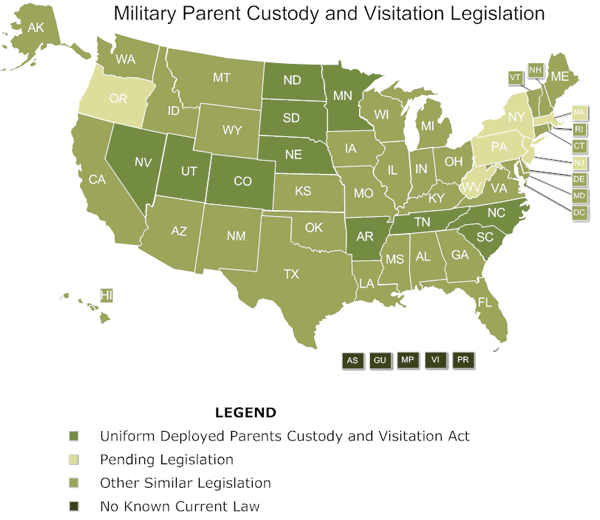 Military Parent Custody and Visitation Legislation
AK
WA
MT
ND
MN
VT
NH
ME
OR
ID
WY
SD
WI
MI
NY
MA
RI
CT
NV
UT
CO
NE
IA
IL
IN
OH
PA
NJ
DE
MD
DC
CA
KS
MO
KY
WV
VA
AZ
NM
OK
AR
TN
NC
SC
TX
LA
MS
AL
GA
FL
HI
AS
GU
MP
VI
PR
LEGEND
Uniform Deployed Parents Custody and Visitation Act
Pending Legislation
Other Similar Legislation
No Known Current Law